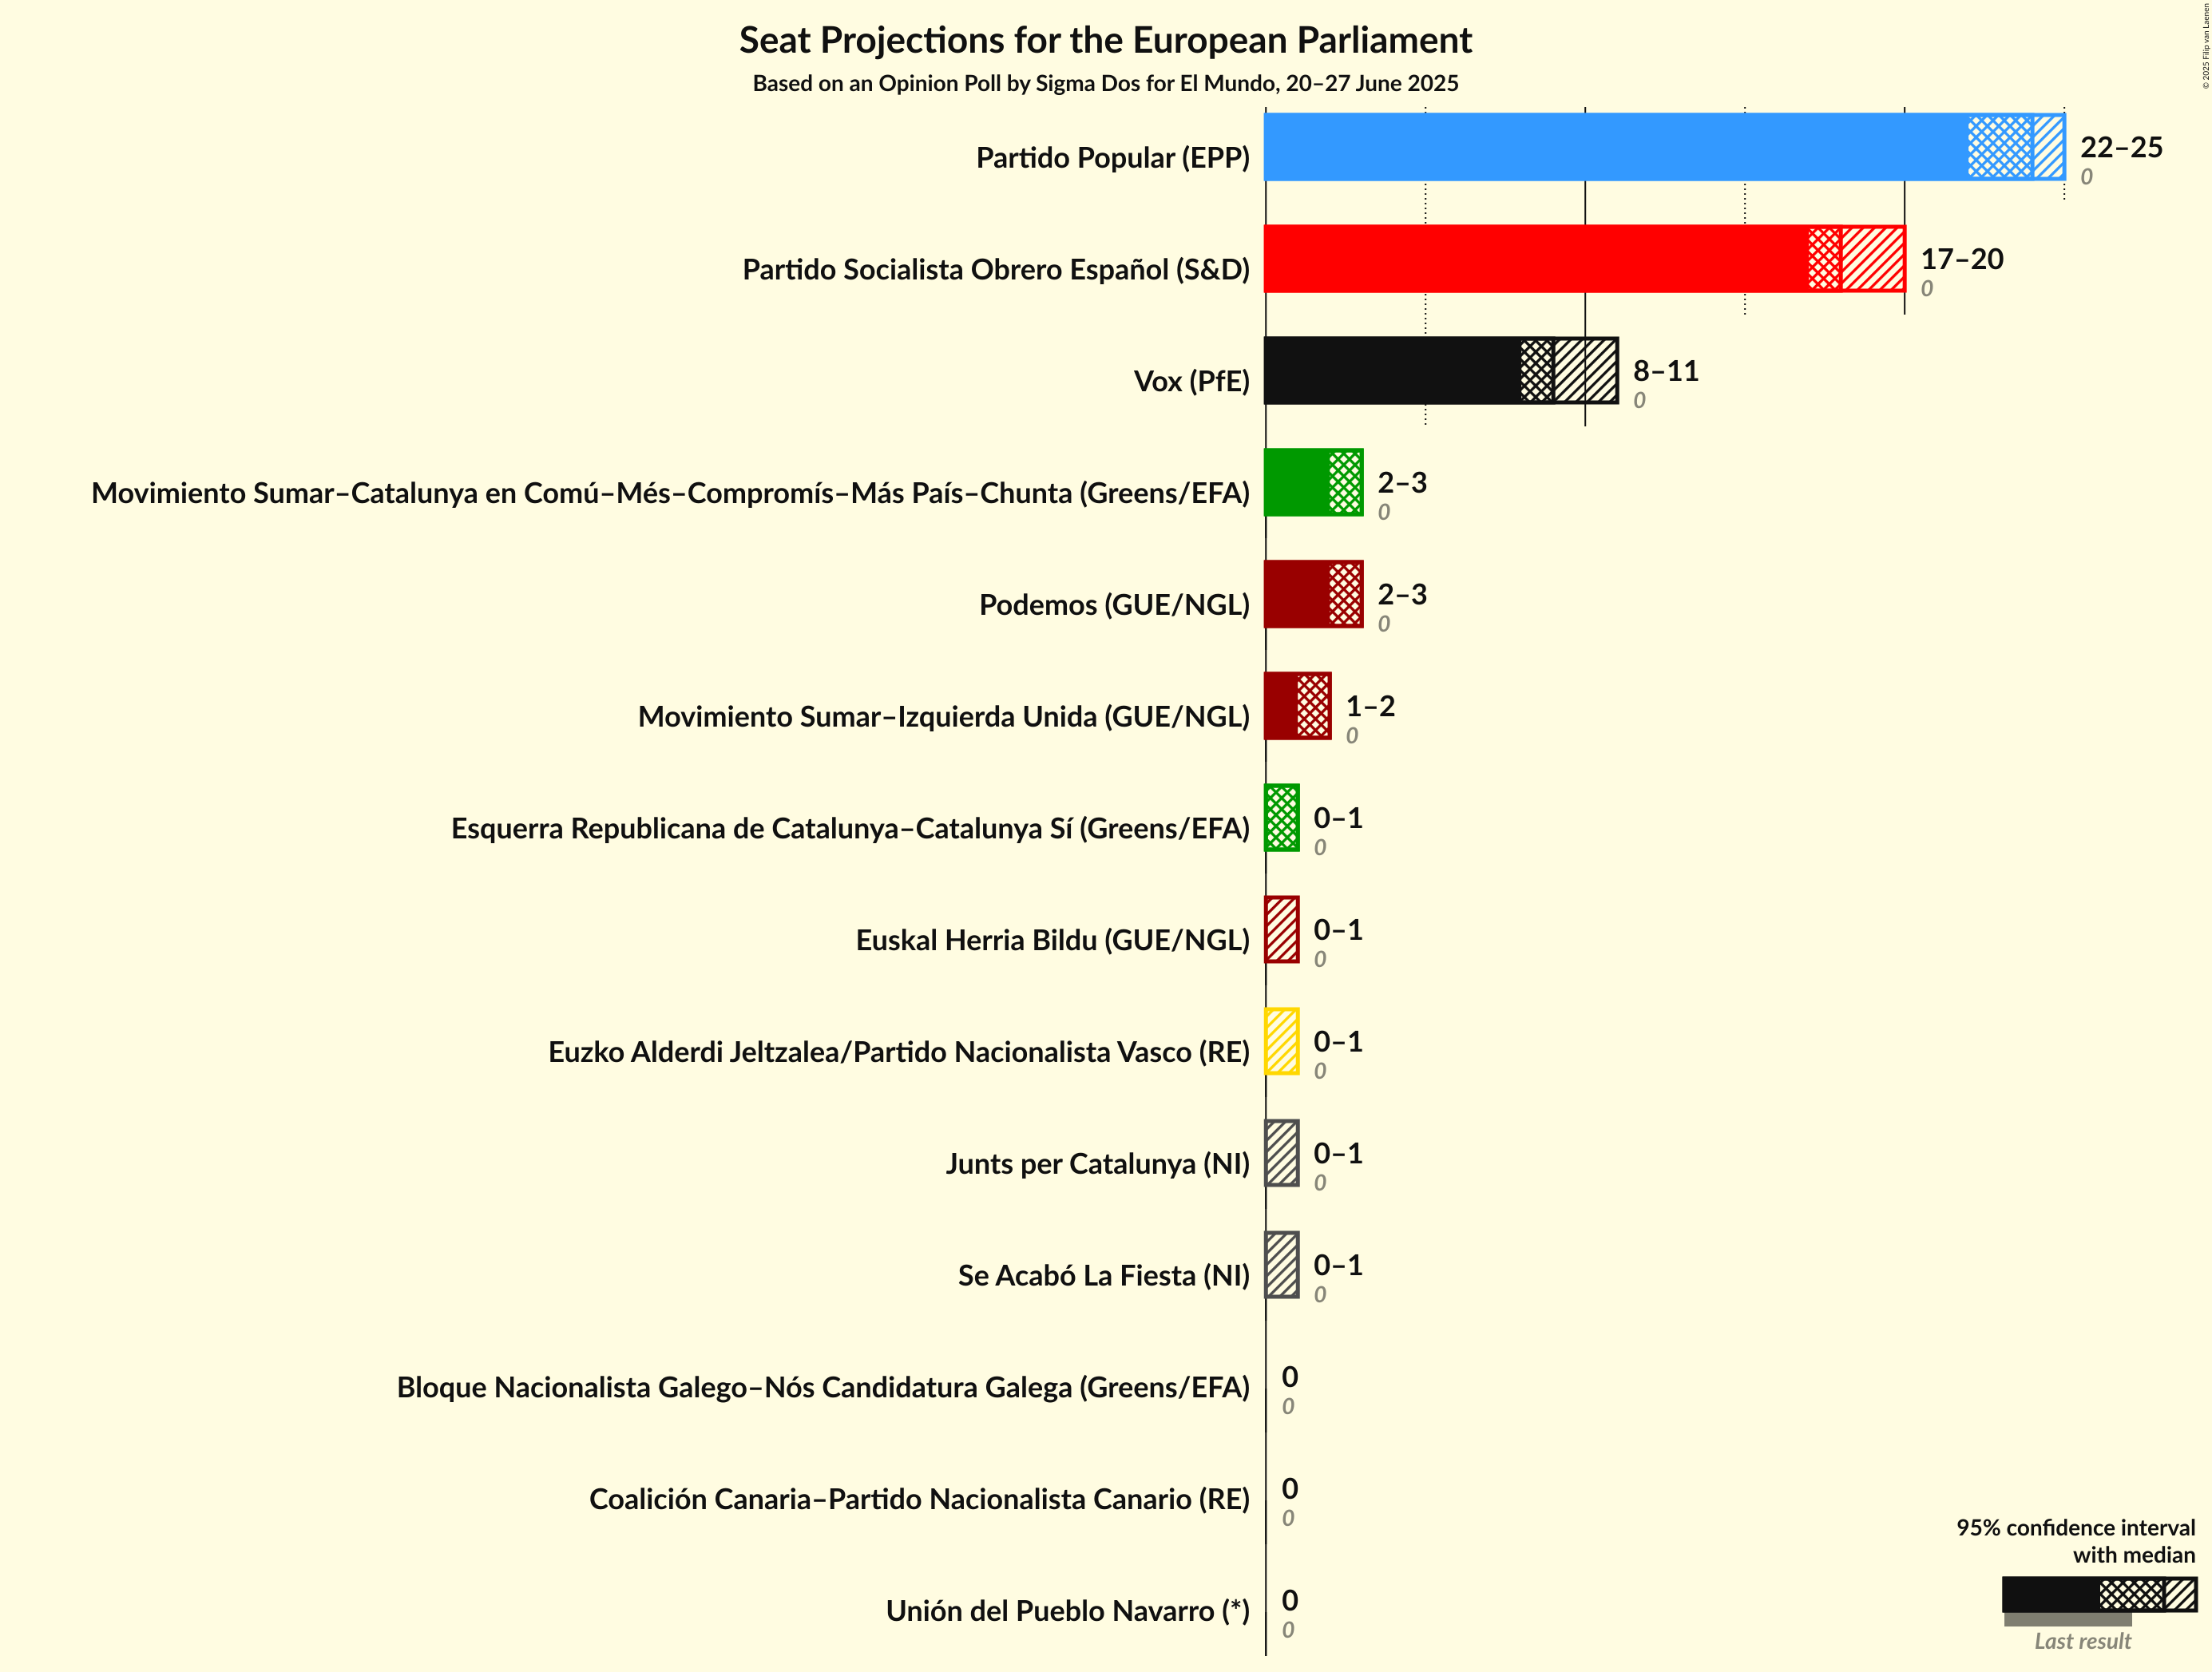 Seat Projections for the European Parliament
Based on an Opinion Poll by Sigma Dos for El Mundo, 20–27 June 2025
© 2025 Filip van Laenen
Partido Popular (EPP)
22–25
0
Partido Socialista Obrero Español (S&D)
17–20
0
Vox (PfE)
8–11
0
Movimiento Sumar–Catalunya en Comú–Més–Compromís–Más País–Chunta (Greens/EFA)
2–3
0
Podemos (GUE/NGL)
2–3
0
Movimiento Sumar–Izquierda Unida (GUE/NGL)
1–2
0
Esquerra Republicana de Catalunya–Catalunya Sí (Greens/EFA)
0–1
0
Euskal Herria Bildu (GUE/NGL)
0–1
0
Euzko Alderdi Jeltzalea/Partido Nacionalista Vasco (RE)
0–1
0
Junts per Catalunya (NI)
0–1
0
Se Acabó La Fiesta (NI)
0–1
0
Bloque Nacionalista Galego–Nós Candidatura Galega (Greens/EFA)
0
0
Coalición Canaria–Partido Nacionalista Canario (RE)
0
0
Unión del Pueblo Navarro (*)
0
0
95% confidence interval
with median
Last result